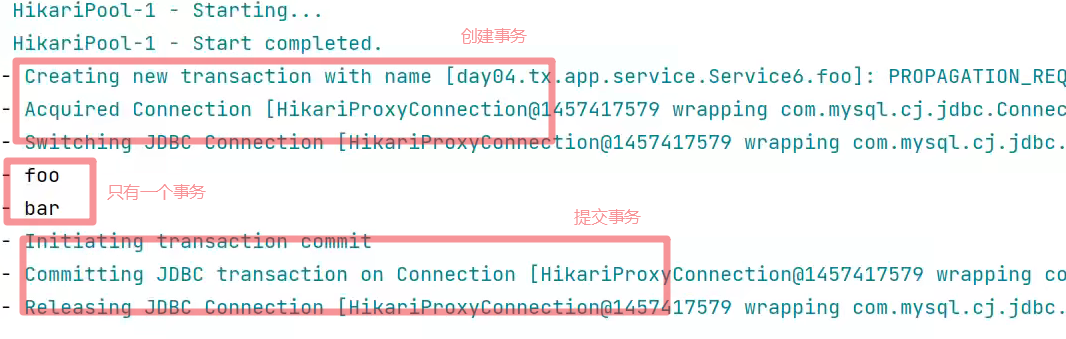 HikariPool-1 - Starting...
HikariPool-1 - Start completed.
创建事务
- Creating new transaction with name [day04.tx.app.service.Service6.foo]: PROPAGATION_REQ
- Acquired Connection [HikariProxyConnection@1457417579 wrapping com.mysql.cj.jdbc.Connec
- Switching JDBC Connection [HikariProxyConnection@1457417579 wrapping com.mysql.cj.jdbc.
- foo
只有一个事务
- bar
提交事务
- Initiating transaction commit
- Committing JDBC transaction on Connection [HikariProxyConnection@1457417579 wrapping co
- Releasing JDBC Connection [HikariProxyConnection@1457417579 wrapping com.mysql.cj.jdbc.